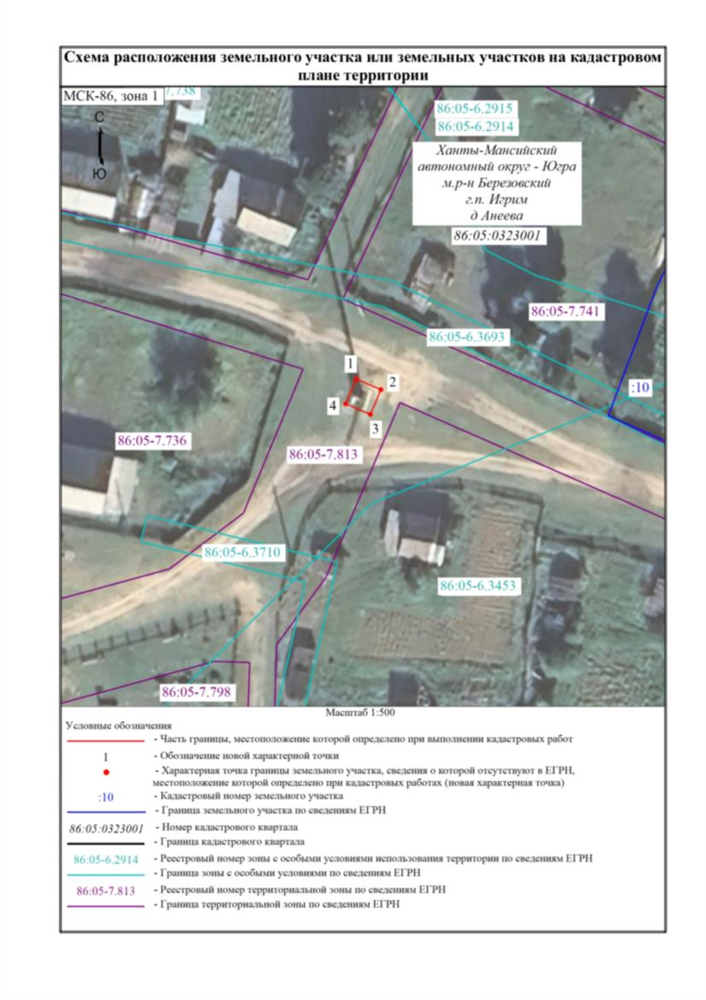 Схема расположения земельного участка или земельных участков на кадастровом
плане территории
МСК-86, зона 1
7.738
С
Ю
86:05-6.2915
86:05-6.2914
Ханты-Мансийский
автономный округ - Югра
м.р-н Березовский
г.п. Игрим
д Анеева
86:05:0323001
86:05-7.741
86:05-6.3693
1
2
:10
4
3
86:05-7.736
86:05-7.813
86:05-6.3710
86:05-6.3453
86:05-7.798
Масштаб 1:500
Условные обозначения
- Часть границы, местоположение которой определено при выполнении кадастровых работ
1 - Обозначение новой характерной точки
- Характерная точка границы земельного участка, сведения о которой отсутствуют в ЕГРН,
местоположение которой определено при кадастровых работах (новая характерная точка)
:10 - Кадастровый номер земельного участка
- Граница земельного участка по сведениям ЕГРН
86:05:0323001 - Номер кадастрового квартала
- Граница кадастрового квартала
86:05-6.2914 - Реестровый номер зоны с особыми условиями использования территории по сведениям ЕГРН
- Граница зоны с особыми условиями по сведениям ЕГРН
86:05-7.813 - Реестровый номер территориальной зоны по сведениям ЕГРН
- Граница территориальной зоны по сведениям ЕГРН